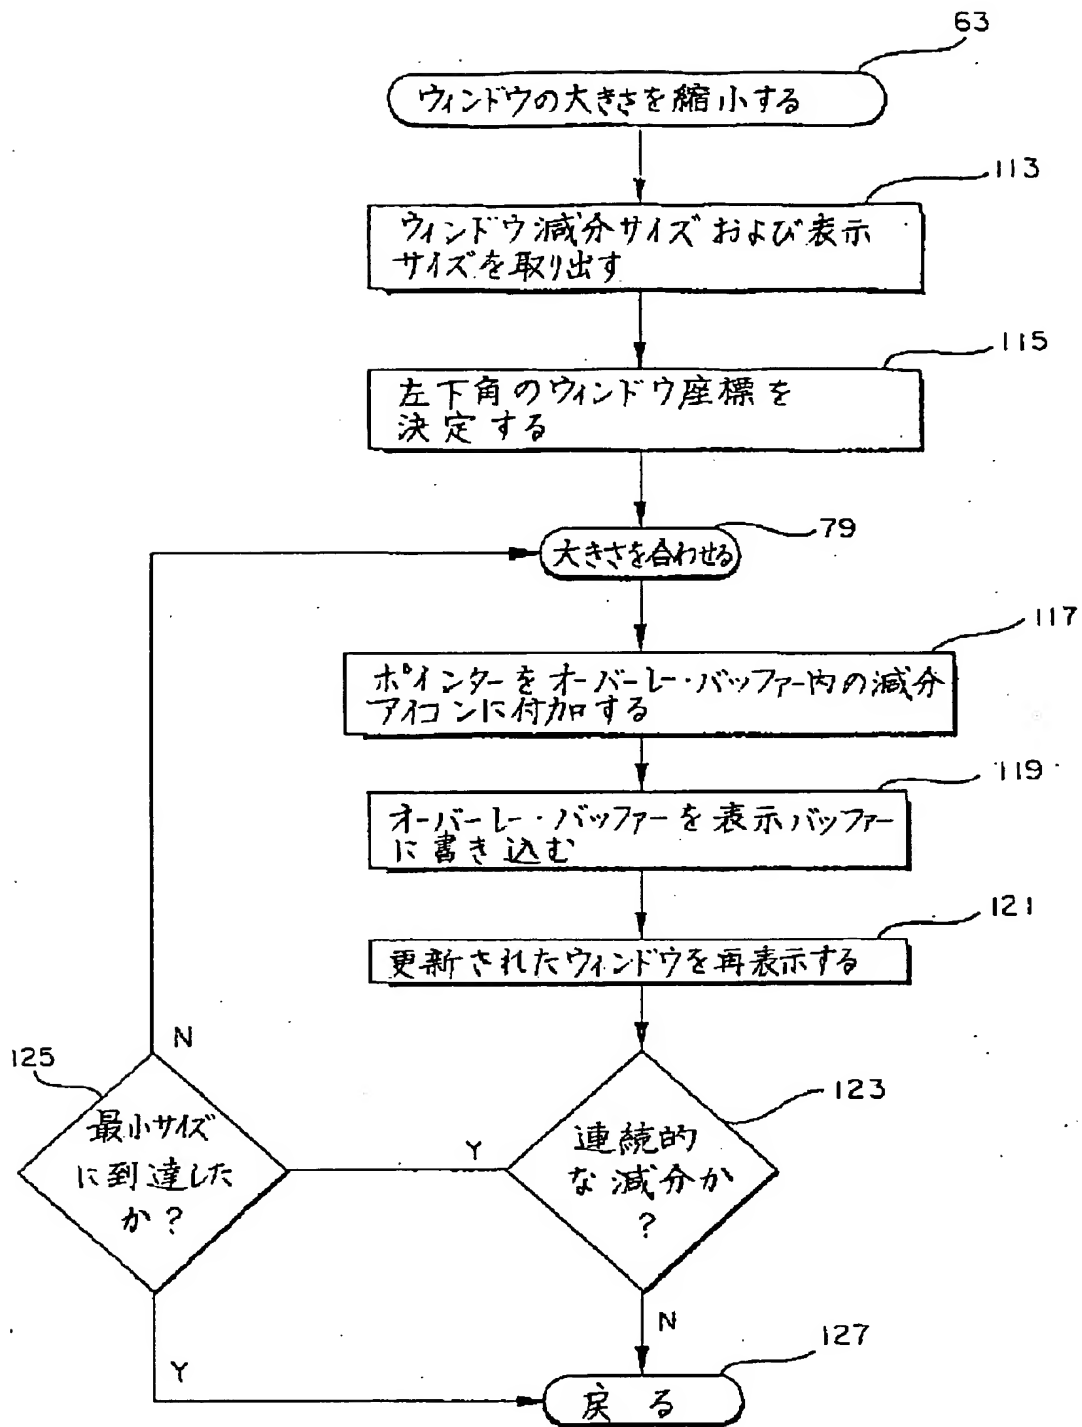 63
ウィンドウの大きさを縮小する
113
ウィンドウ減分サイズおよび表示
サイズを取り出す
115
左下角のウィンドウ座標を
決定する
79
大きさを合わせる
117
ポインターをオーバーレー・バッファー内の減分
アイコンに付加する
119
オーバーレー・バッファーを表示バッファー
に書き込む
121
更新されたウィンドウを再表示する
N
125
最小サイズ
に到達した
か?
Y
123
連続的
な減分か
?
N
Y
127
戻る